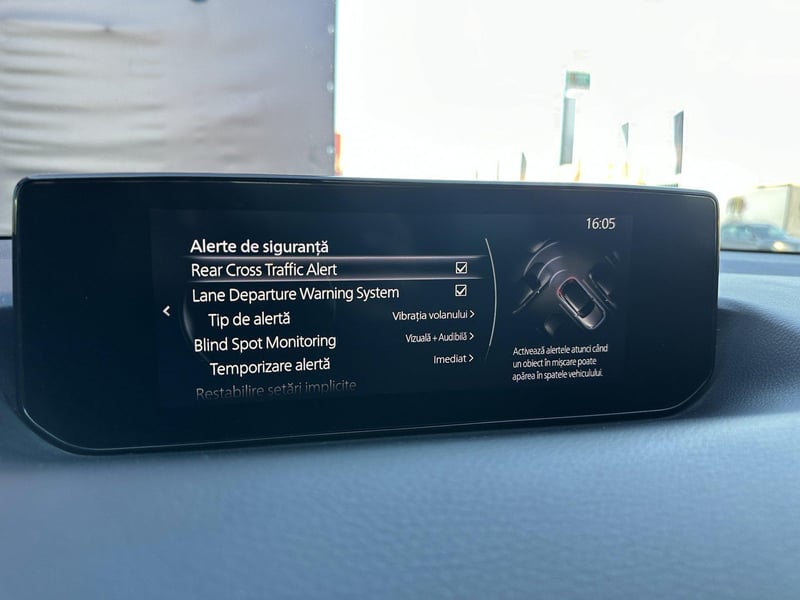 16:05
Alerte de siguranță
Rear Cross Traffic Alert
Lane Departure Warning System
Tip de alertă Vibrația volanului
Blind Spot Monitoring Vizuală + Audibilă
Temporizare alertă Imediat
Restabilire setări implicite
Activează alertele atunci când
un obiect în mișcare poate
apărea în spatele vehiculului.